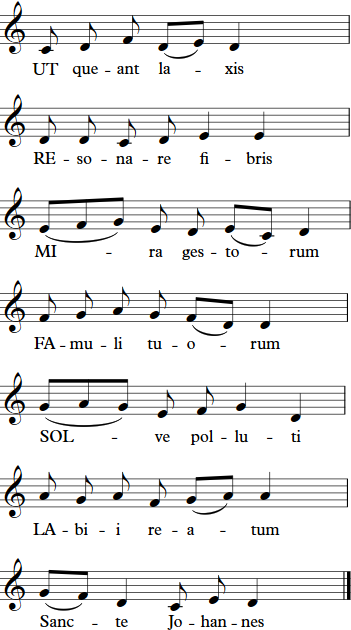 UT que – ant la – xis
RE – so – na – re fi – bris
MI – ra ges – to – rum
FA – mu – li tu – o – rum
SOL – ve pol – lu – ti
LA – bi – i re – a – tum
Sanc – te Jo – han – nes